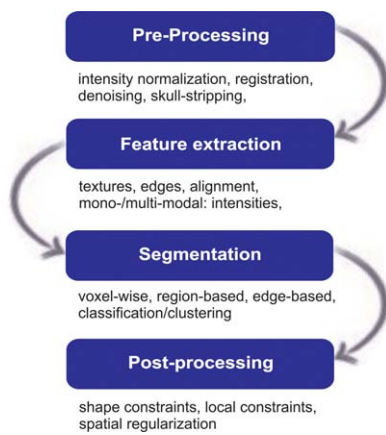 Pre-Processing
intensity normalization, registration,
denoising, skull-stripping,
Feature extraction
textures, edges, alignment,
mono-/multi-modal: intensities,
Segmentation
voxel-wise, region-based, edge-based,
classification/clustering
Post-processing
shape constraints, local constraints,
spatial regularization